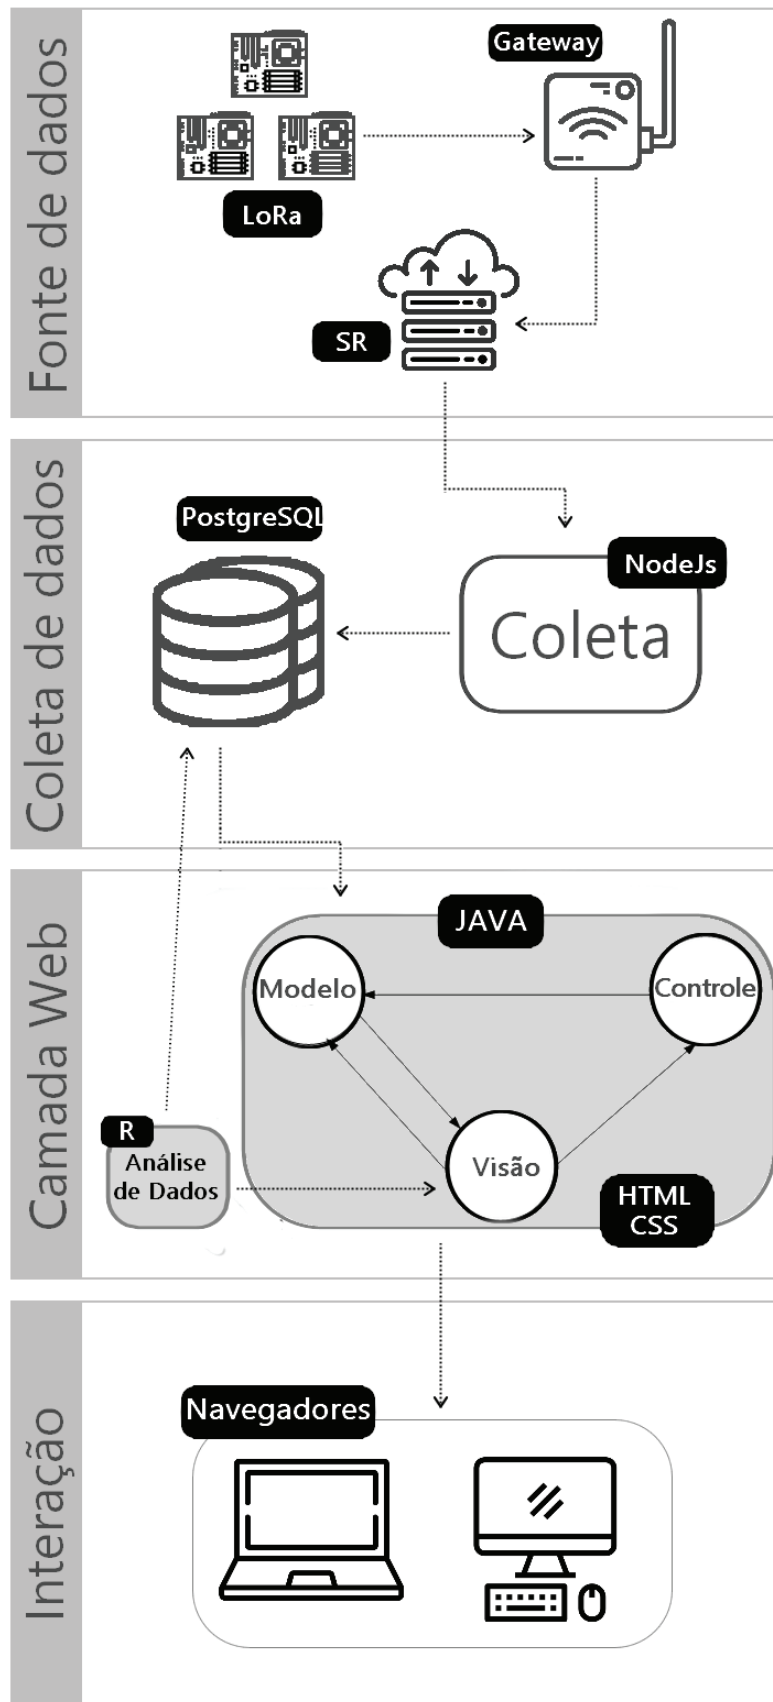 Fonte de dados
Gateway
LoRa
SR
Coleta de dados
PostgreSQL
NodeJs
Coleta
Camada Web
JAVA
Modelo
Controle
R
Análise
de Dados
Visão
HTML
CSS
Interação
Navegadores